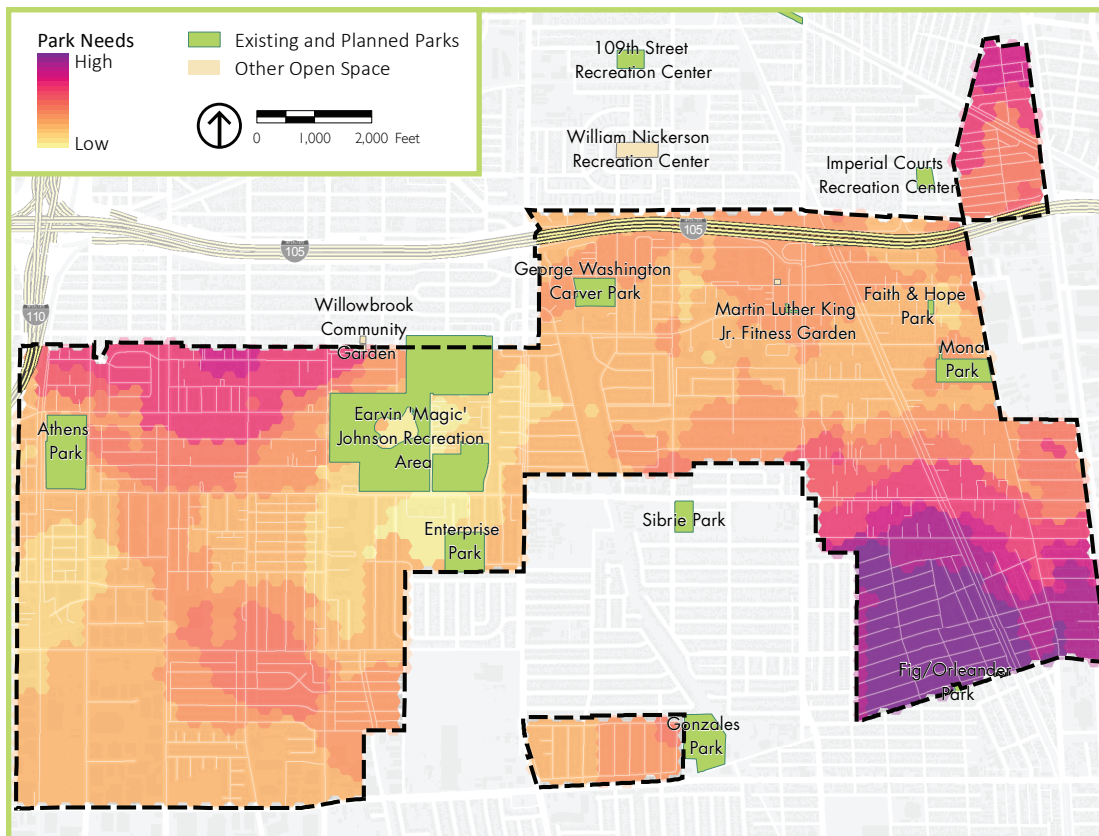 Park Needs
High
Low
Existing and Planned Parks
Other Open Space
0 1,000 2,000 Feet
109th Street
Recreation Center
William Nickerson
Recreation Center
Imperial Courts
Recreation Center
105
105
110
George Washington
Carver Park
Willowbrook
Community
Garden
Martin Luther King
Jr. Fitness Garden
Faith & Hope
Park
Mona
Park
Athens
Park
Earvin 'Magic'
Johnson Recreation
Area
Enterprise
Park
Sibrie Park
Fig/Orleander
Park
Gonzales
Park